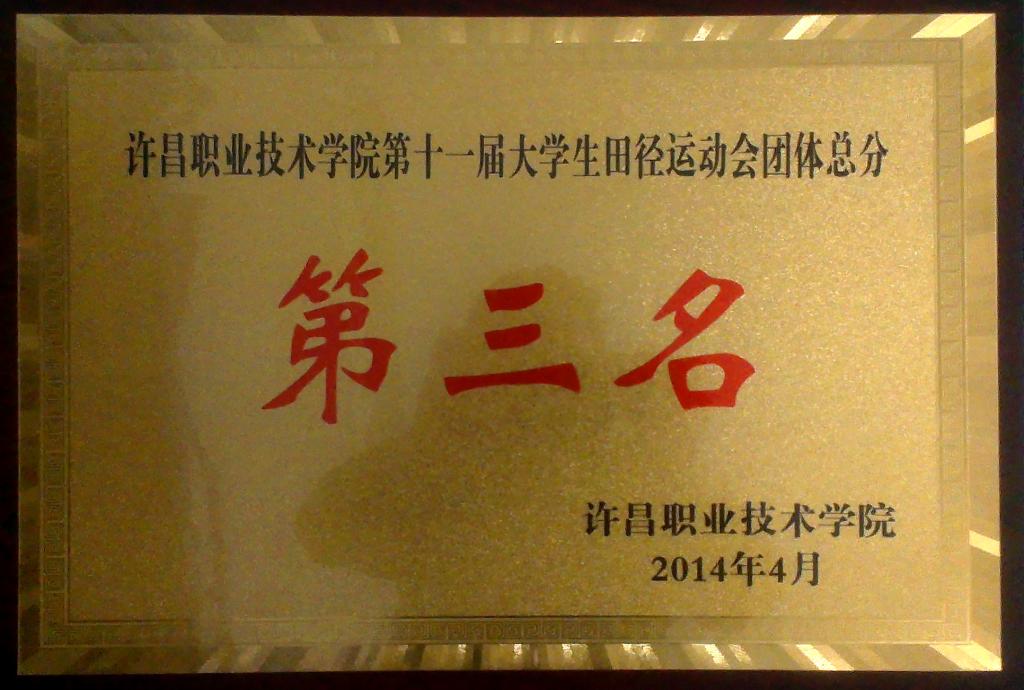 许昌职业技术学院第十一届大学生田径运动会团体总分
第三名
许昌职业技术学院
2014年4月